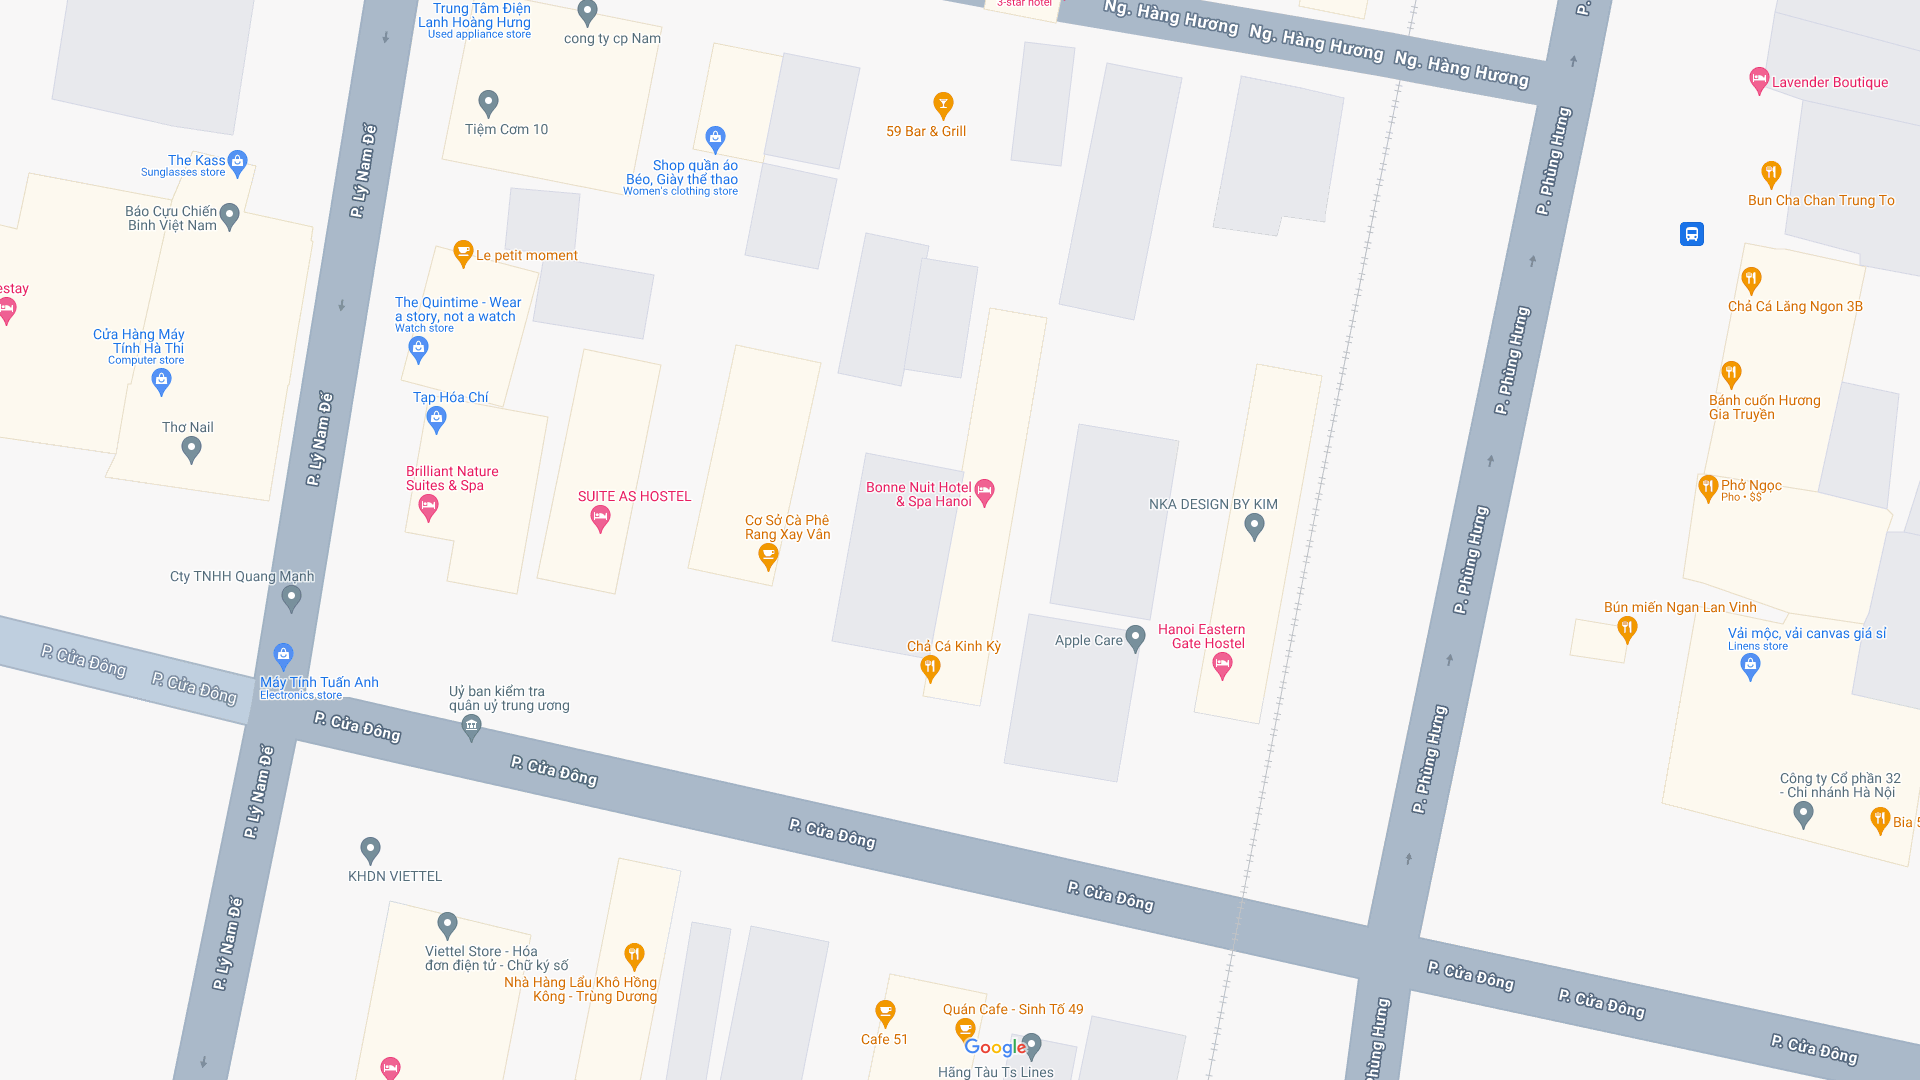 Trung Tâm Điện
Lanh Hoàng Hưng
Used appliance store
cong ty cp Nam
3-star hotel
Ng. Hàng Hương
Ng. Hàng Hương
Ng. Hàng Hương
P.
Lavender Boutique
Tiệm Cơm 10
59 Bar & Grill
P. Lý Nam Đế
The Kass
Sunglasses store
Shop quần áo
Béo, Giày thể thao
Women's clothing store
P. Phùng Hưng
Bun Cha Chan Trung To
Báo Cựu Chiến
Binh Việt Nam
Le petit moment
estay
The Quintime - Wear
a story, not a watch
Watch store
Chả Cá Lăng Ngon 3B
Cửa Hàng Máy
Tính Hà Thi
Computer store
P. Phùng Hưng
Tạp Hóa Chí
Bánh cuốn Hương
Gia Truyền
Thơ Nail
P. Lý Nam Đế
Brilliant Nature
Suites & Spa
SUITE AS HOSTEL
Bonne Nuit Hotel
& Spa Hanoi
NKA DESIGN BY KIM
Phở Ngọc
Pho • $$
Cơ Sở Cà Phê
Rang Xay Vân
P. Phùng Hưng
Cty TNHH Quang Mạnh
Bún miến Ngan Lan Vinh
Apple Care
Hanoi Eastern
Gate Hostel
Vải mộc, vải canvas giá sỉ
Linens store
Chả Cá Kinh Kỳ
P. Cửa Đông
P. Cửa Đông
Máy Tính Tuấn Anh
Electronics store
Uỷ ban kiểm tra
quân uỷ trung ương
P. Cửa Đông
P. Cửa Đông
P. Phùng Hưng
P. Lý Nam Đế
Công ty Cổ phần 32
- Chi nhánh Hà Nội
Bia 5
P. Cửa Đông
KHDN VIETTEL
P. Cửa Đông
Viettel Store - Hóa
đơn điện tử - Chữ ký số
P. Lý Nam Đế
Nhà Hàng Lẩu Khô Hồng
Kông - Trùng Dương
P. Cửa Đông
P. Cửa Đông
Quán Cafe - Sinh Tố 49
Cafe 51
Google
Hãng Tàu Ts Lines
Phùng Hưng
P. Cửa Đông